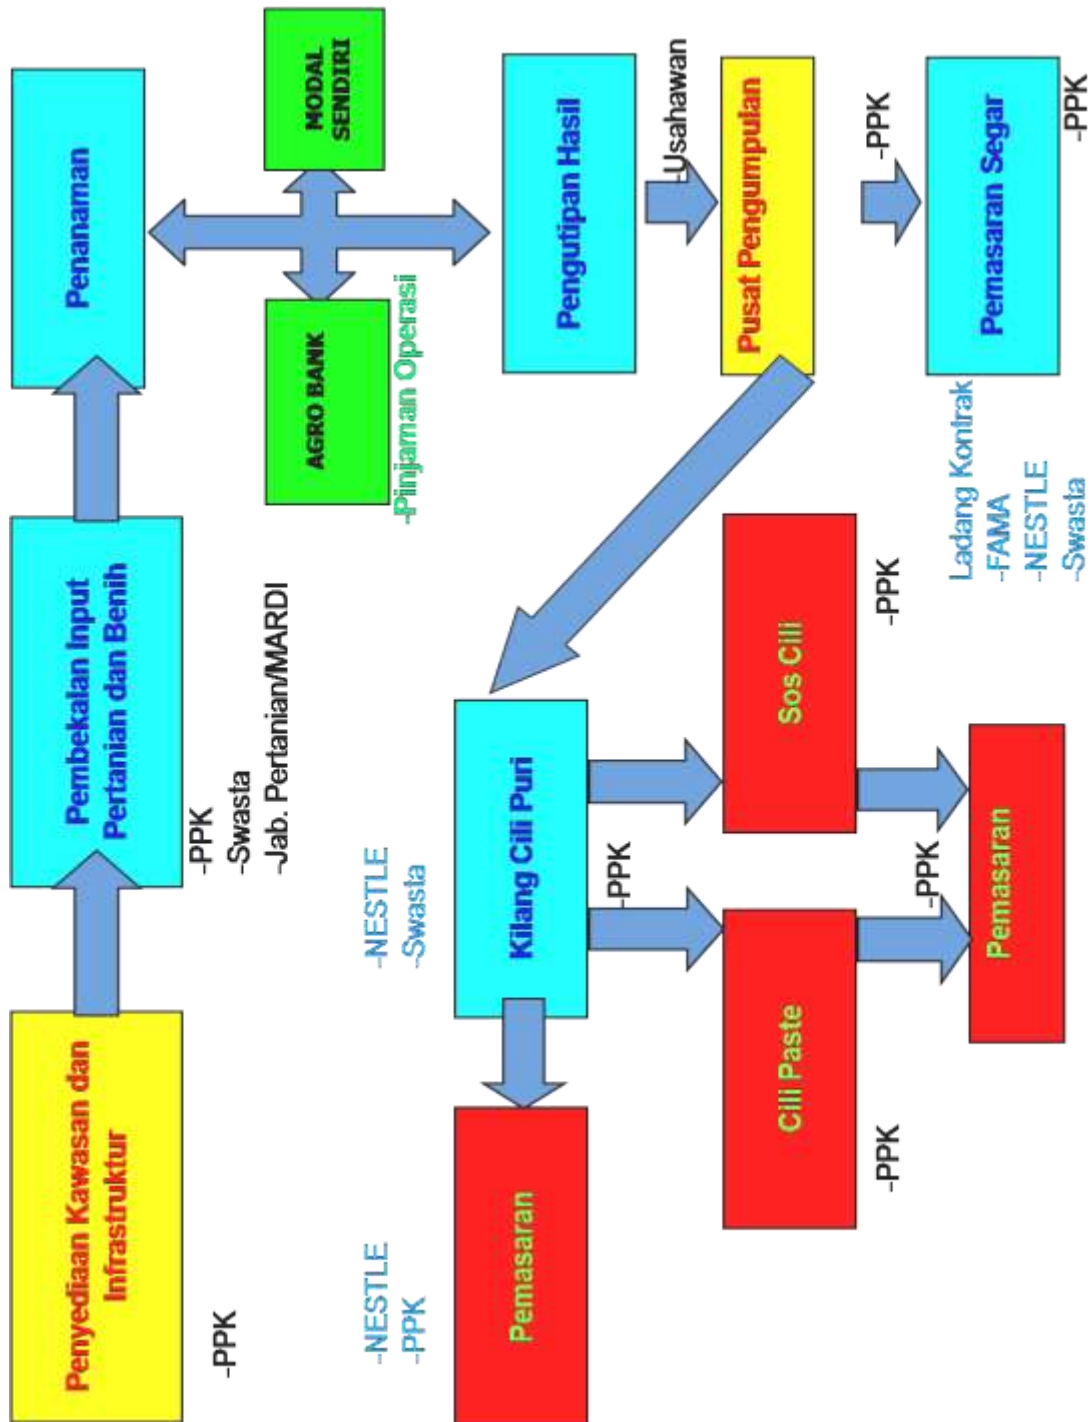 Penyediaan Kawasan dan
Infrastruktur
-PPK
Pembekalan Input
Pertanian dan Benih
-PPK
-Swasta
-Jab. Pertanian/MARDI
Penanaman
AGRO BANK
-Pinjaman Operasi
MODAL
SENDIRI
Pengutipan Hasil
-Usahawan
Pusat Pengumpulan
-PPK
Pemasaran Segar
-PPK
Ladang Kontrak
-FAMA
-NESTLE
-Swasta
-NESTLE
-Swasta
Kilang Cili Puri
-PPK
-NESTLE
-PPK
Pemasaran
Cili Paste
-PPK
Sos Cili
-PPK
-PPK
Pemasaran